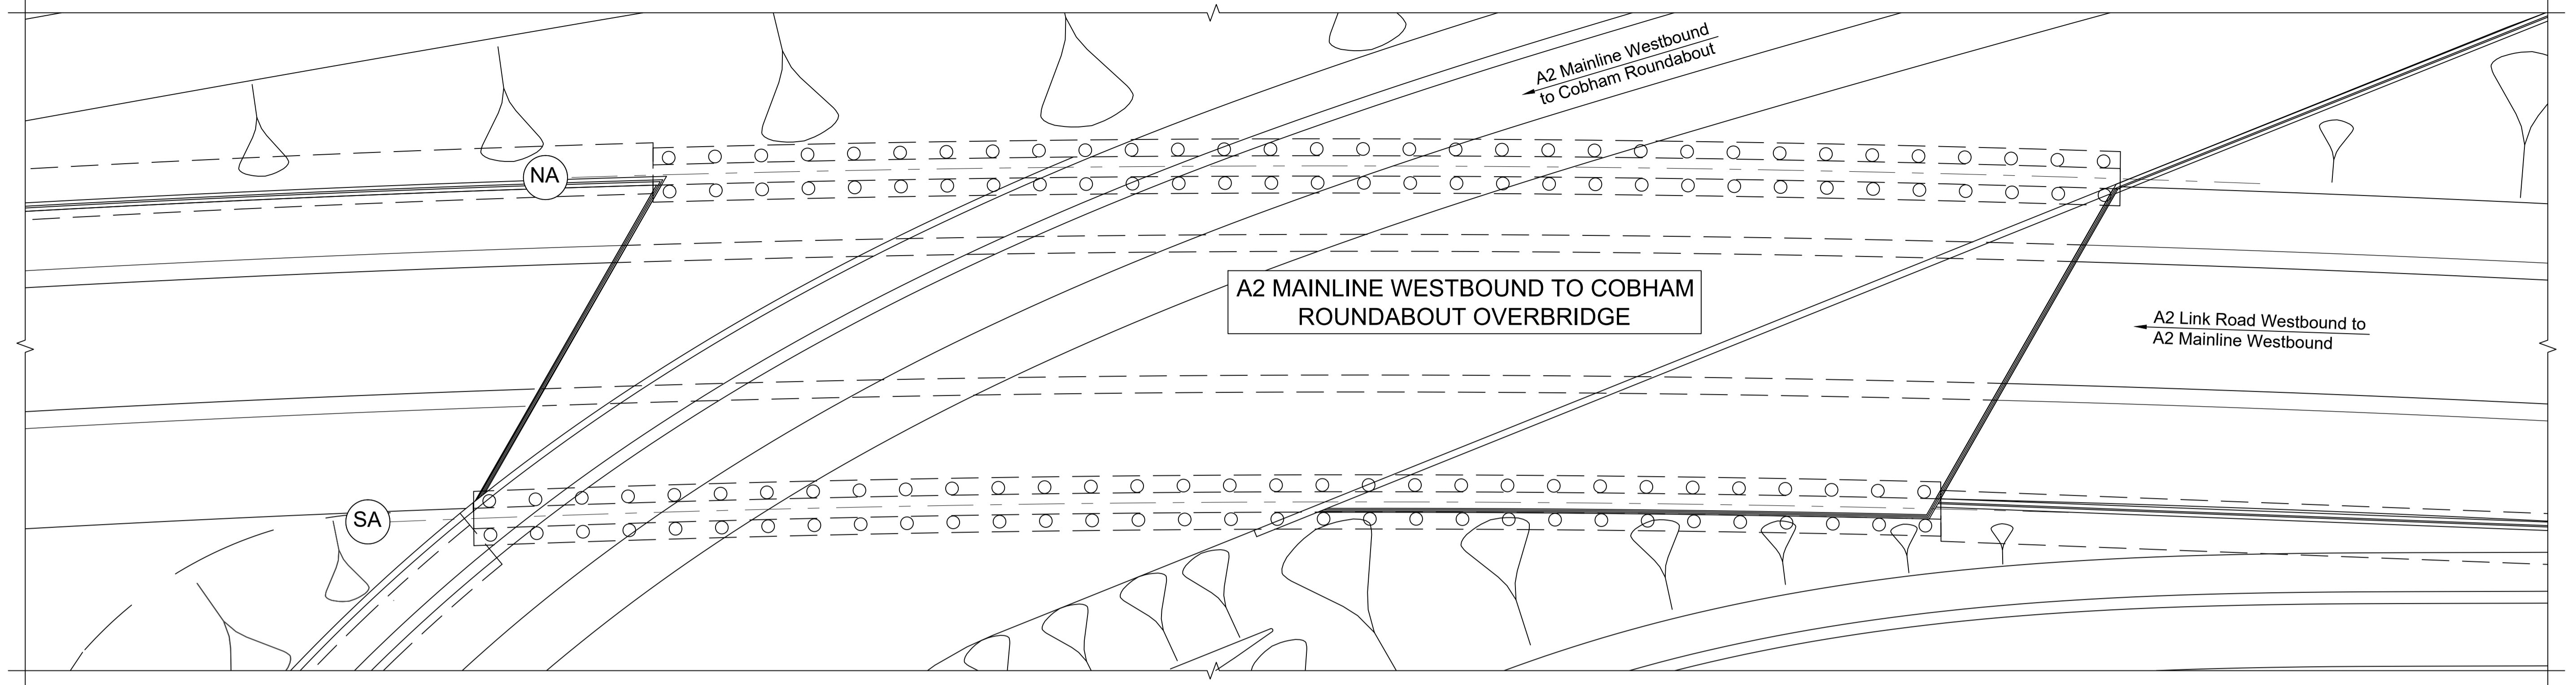 A2 Mainline Westbound
to Cobham Roundabout
NA
A2 MAINLINE WESTBOUND TO COBHAM
ROUNDABOUT OVERBRIDGE
A2 Link Road Westbound to
A2 Mainline Westbound
SA